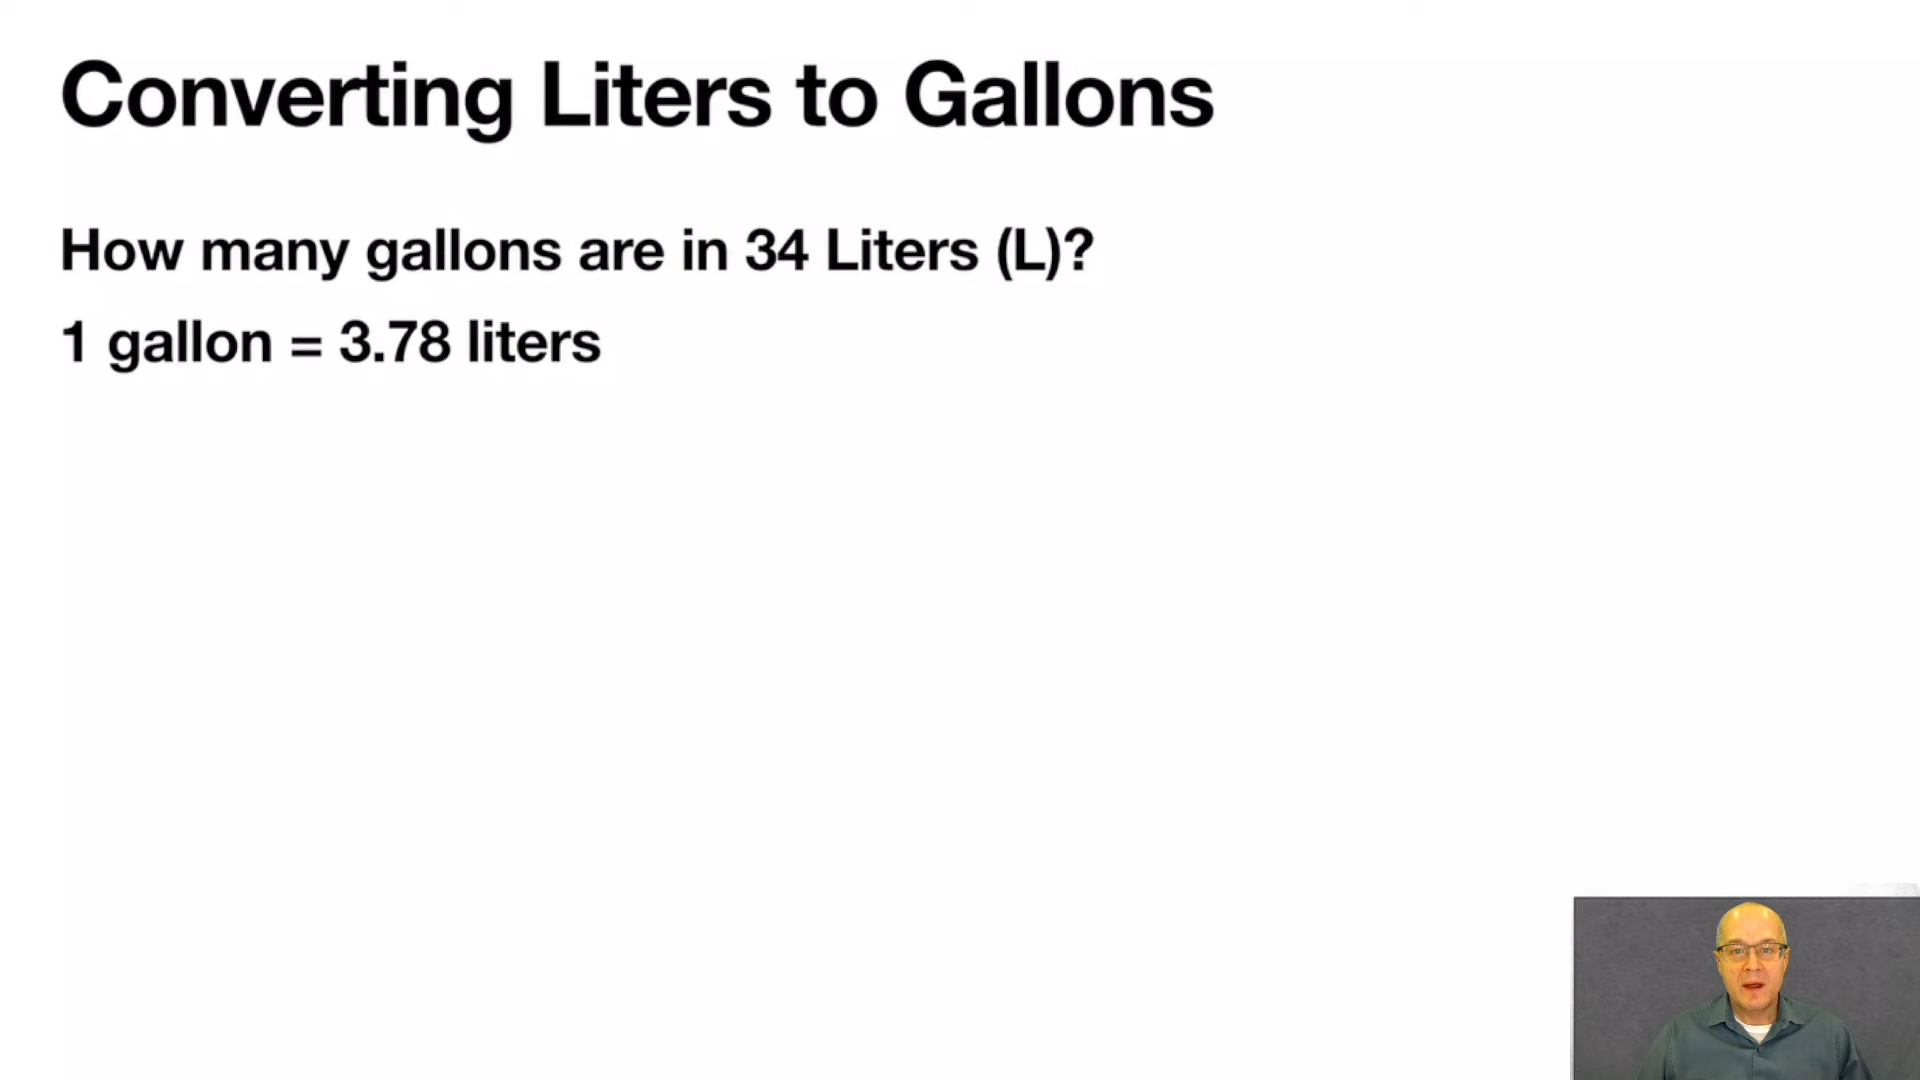 Converting Liters to Gallons
How many gallons are in 34 Liters (L)?
1 gallon = 3.78 liters